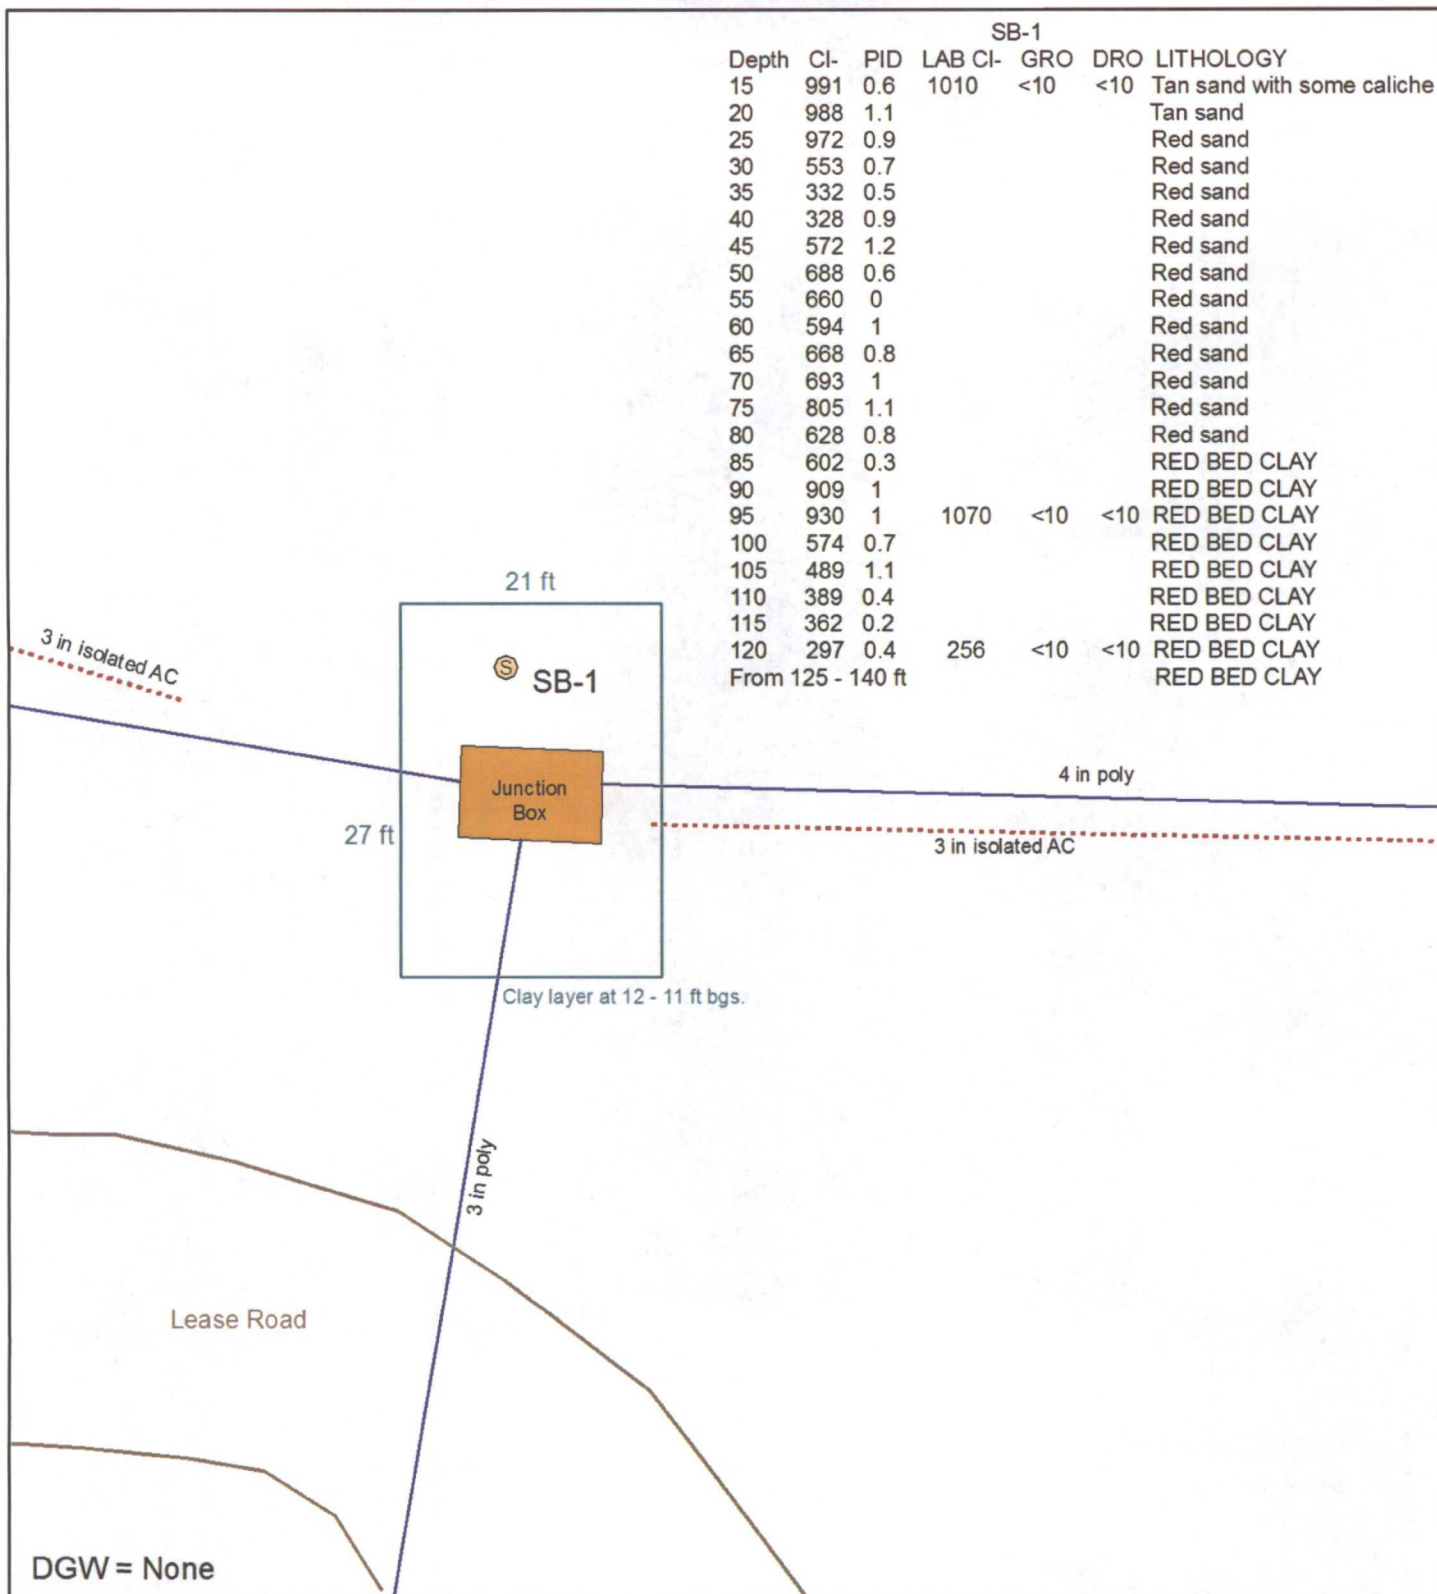 SB-1
Depth Cl- PID LAB Cl- GRO DRO LITHOLOGY
15 991 0.6 1010 <10 <10 Tan sand with some caliche
20 988 1.1 Tan sand
25 972 0.9 Red sand
30 553 0.7 Red sand
35 332 0.5 Red sand
40 328 0.9 Red sand
45 572 1.2 Red sand
50 688 0.6 Red sand
55 660 0 Red sand
60 594 1 Red sand
65 668 0.8 Red sand
70 693 1 Red sand
75 805 1.1 Red sand
80 628 0.8 Red sand
85 602 0.3 RED BED CLAY
90 909 1 RED BED CLAY
95 930 1 1070 <10 <10 RED BED CLAY
100 574 0.7 RED BED CLAY
105 489 1.1 RED BED CLAY
110 389 0.4 RED BED CLAY
115 362 0.2 RED BED CLAY
120 297 0.4 256 <10 <10 RED BED CLAY
From 125 - 140 ft RED BED CLAY
21 ft
3 in isolated AC
S
SB-1
4 in poly
Junction
Box
27 ft
3 in isolated AC
Clay layer at 12 - 11 ft bgs.
3 in poly
Lease Road
DGW = None